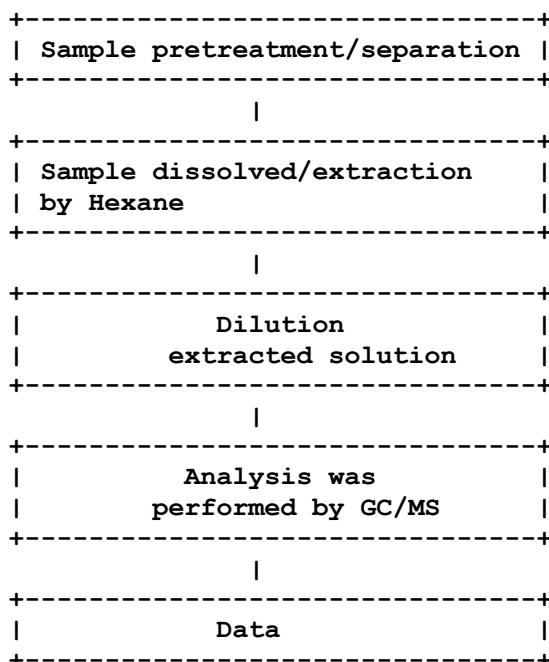 Sample pretreatment/separation
Sample dissolved/extraction
by Hexane
Dilution
extracted solution
Analysis was
performed by GC/MS
Data